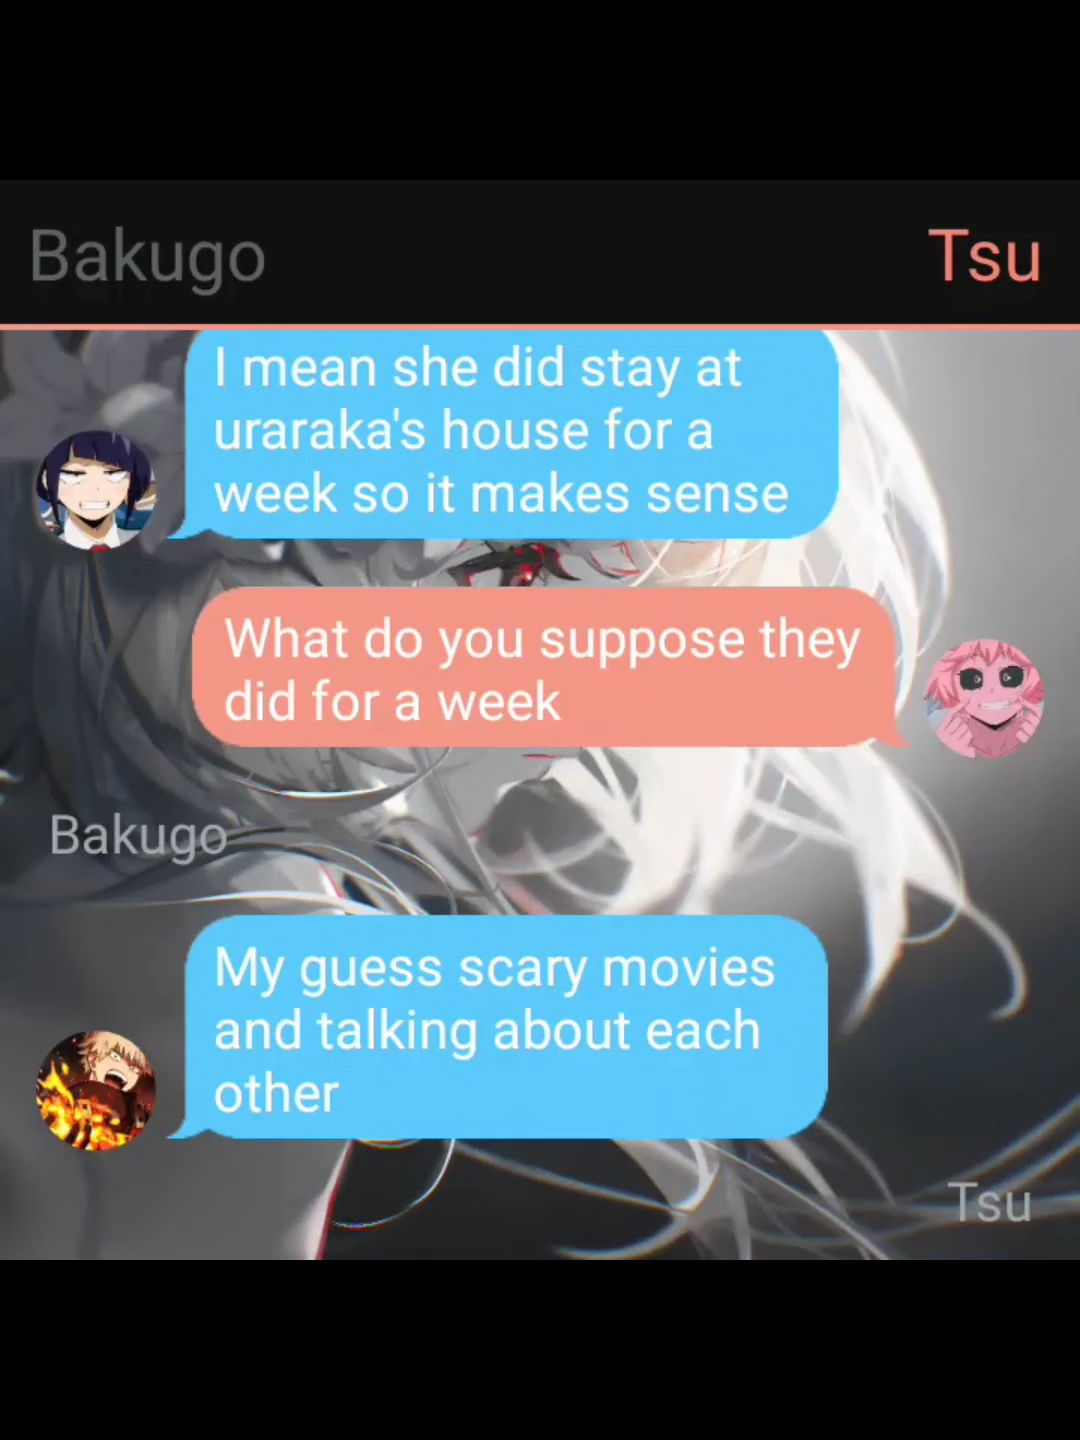 Bakugo
Tsu
I mean she did stay at
uraraka's house for a
week so it makes sense
What do you suppose they
did for a week
Bakugo
My guess scary movies
and talking about each
other
Tsu